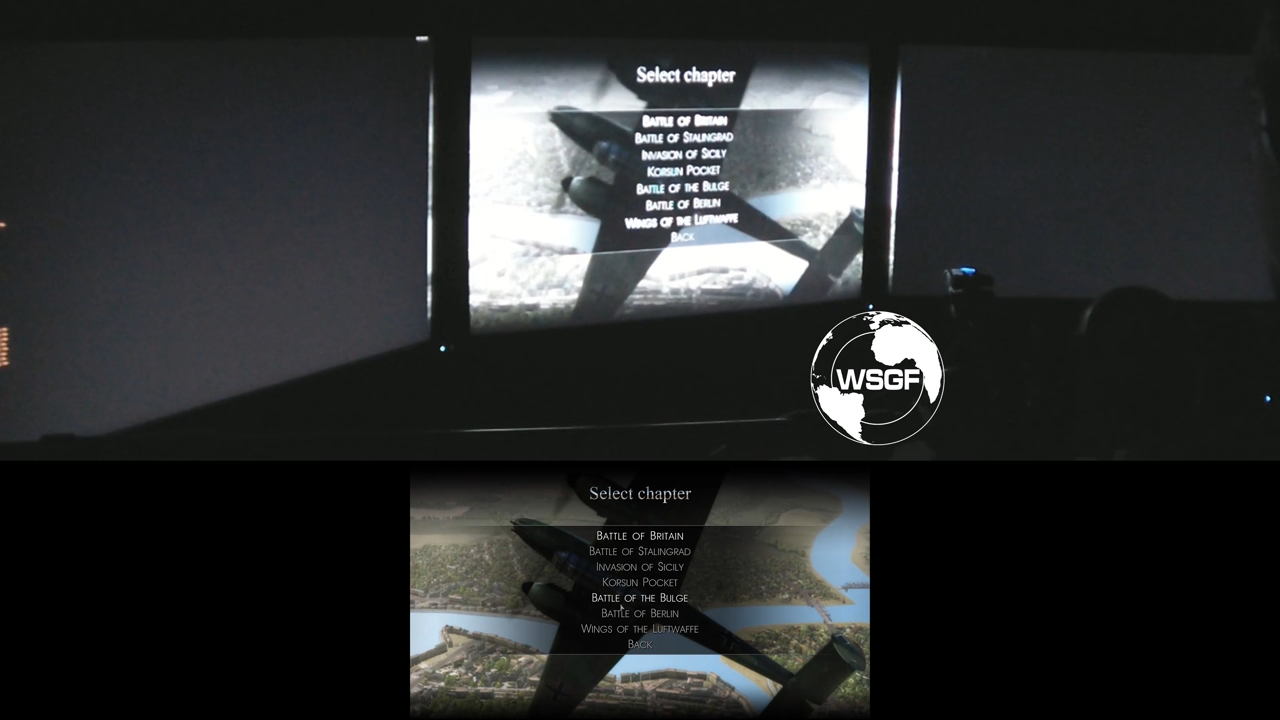 Select chapter
BATTLE OF BRITAIN
BATTLE OF STALINGRAD
INVASION OF SICILY
KORSUN POCKET
BATTLE OF THE BULGE
BATTLE OF BERLIN
WINGS OF THE LUFTWAFFE
BACK
WSGF
Select chapter
BATTLE OF BRITAIN
BATTLE OF STALINGRAD
INVASION OF SICILY
KORSUN POCKET
BATTLE OF THE BULGE
BATTLE OF BERLIN
WINGS OF THE LUFTWAFFE
BACK